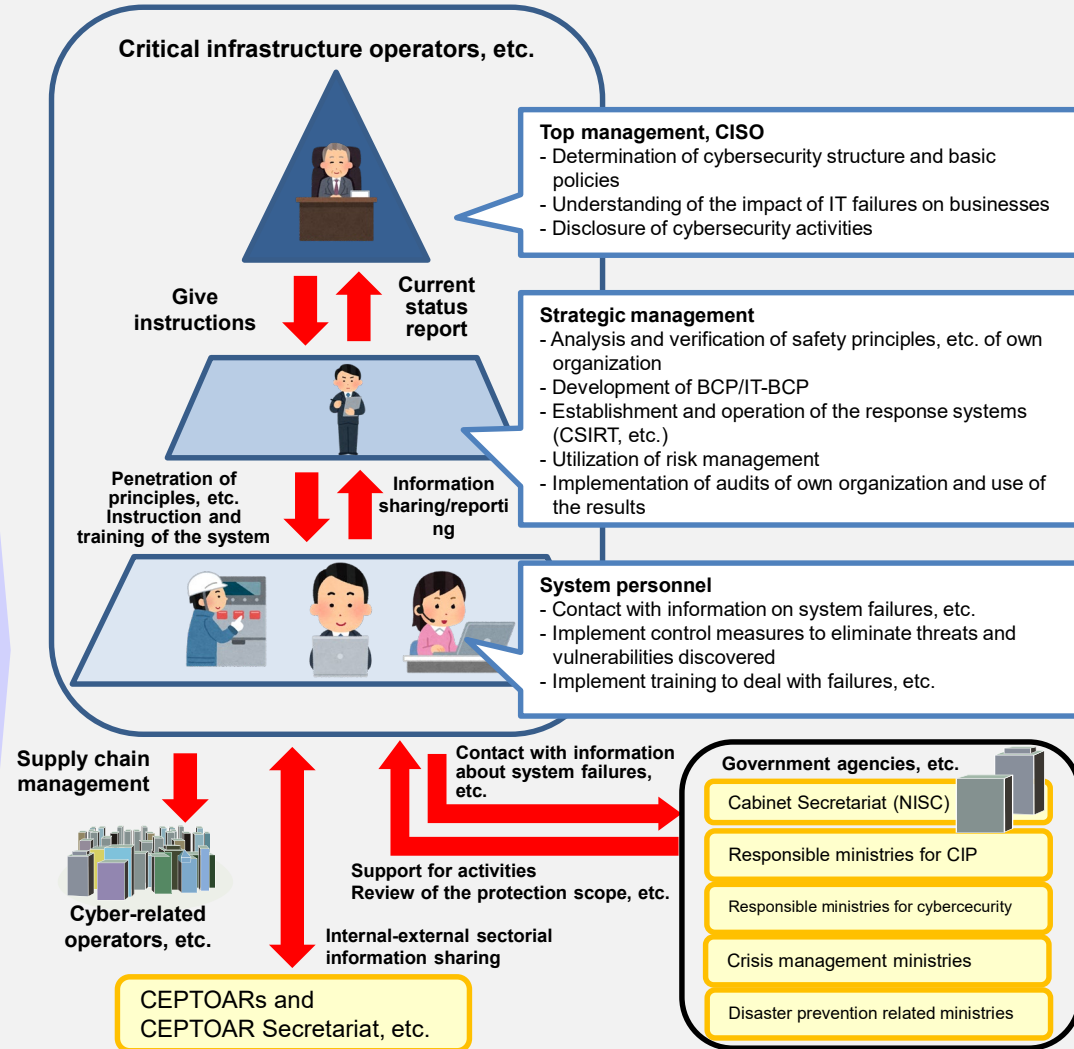 Critical infrastructure operators, etc.
Top management, CISO
- Determination of cybersecurity structure and basic
policies
- Understanding of the impact of IT failures on businesses
- Disclosure of cybersecurity activities
Give
instructions
Current
status
report
Strategic management
- Analysis and verification of safety principles, etc. of own
organization
- Development of BCP/IT-BCP
- Establishment and operation of the response systems
(CSIRT, etc.)
- Utilization of risk management
- Implementation of audits of own organization and use of
the results
Penetration of
principles, etc.
Instruction and
training of the system
Information
sharing/reporti
ng
System personnel
- Contact with information on system failures, etc.
- Implement control measures to eliminate threats and
vulnerabilities discovered
- Implement training to deal with failures, etc.
Supply chain
management
Contact with information
about system failures,
etc.
Government agencies, etc.
Cabinet Secretariat (NISC)
Responsible ministries for CIP
Responsible ministries for cybercecurity
Crisis management ministries
Disaster prevention related ministries
Support for activities
Review of the protection scope, etc.
Cyber-related
operators, etc.
Internal-external sectorial
information sharing
CEPTOARs and
CEPTOAR Secretariat, etc.